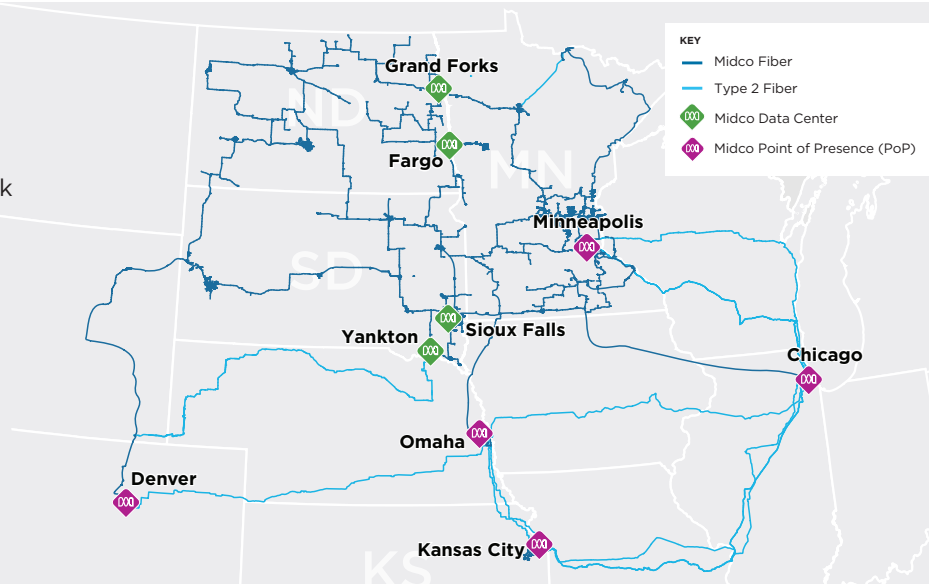 KEY
Midco Fiber
Type 2 Fiber
Midco Data Center
Midco Point of Presence (PoP)
Grand Forks
ND
Fargo
MN
k
Minneapolis
SD
Sioux Falls
Yankton
Chicago
Omaha
Denver
Kansas City
KS